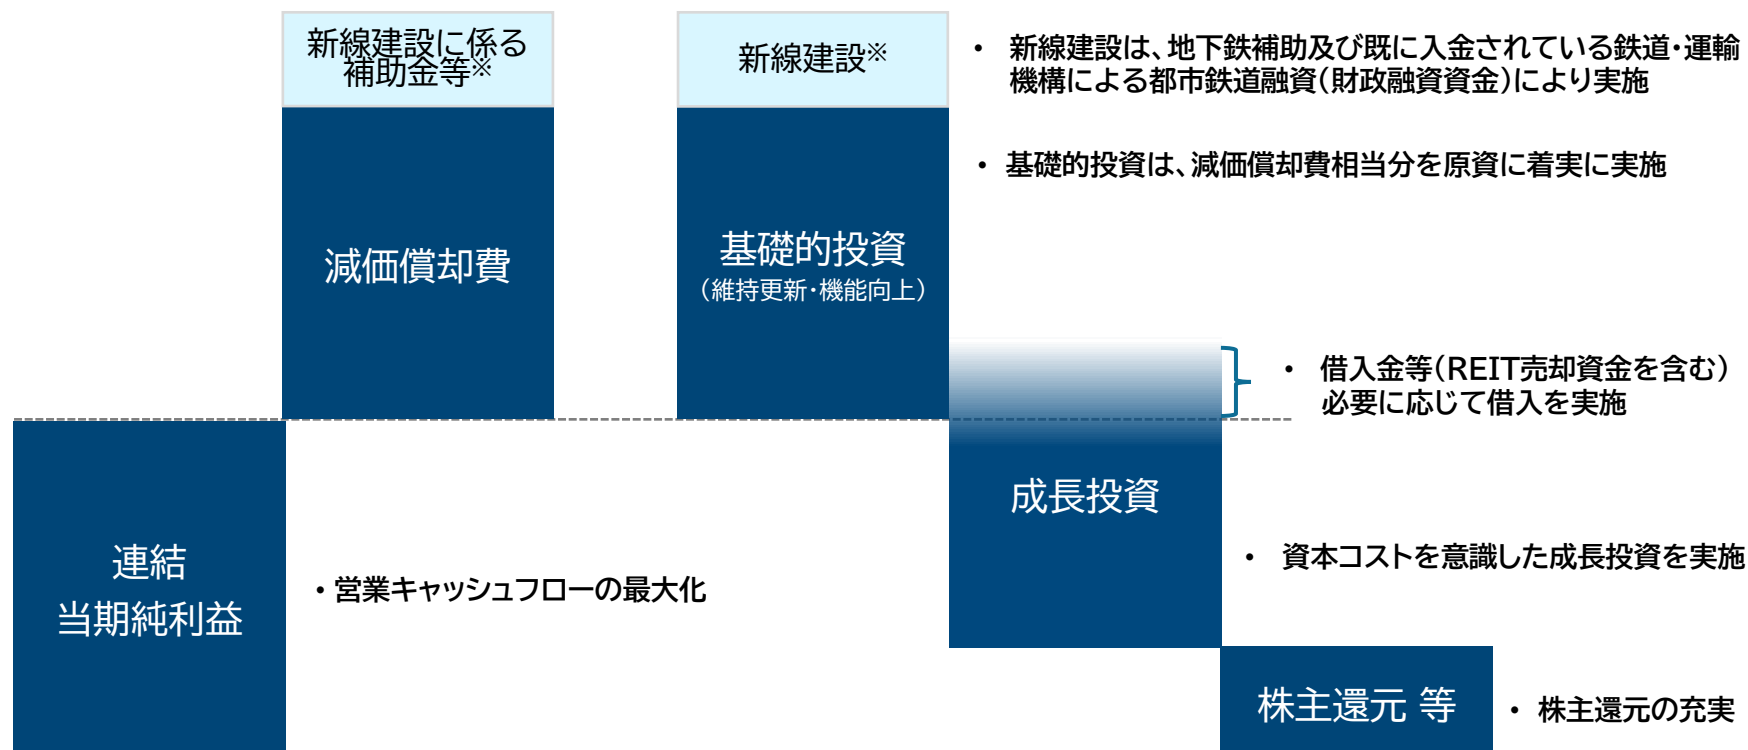 新線建設に係る
補助金等※
減価償却費
連結
当期純利益
・営業キャッシュフローの最大化
新線建設※
基礎的投資
（維持更新・機能向上）
成長投資
株主還元 等
• 新線建設は、地下鉄補助及び既に入金されている鉄道・運輸
機構による都市鉄道融資（財政融資資金）により実施
• 基礎的投資は、減価償却費相当分を原資に着実に実施
• 借入金等（REIT売却資金を含む）
必要に応じて借入を実施
• 資本コストを意識した成長投資を実施
• 株主還元の充実